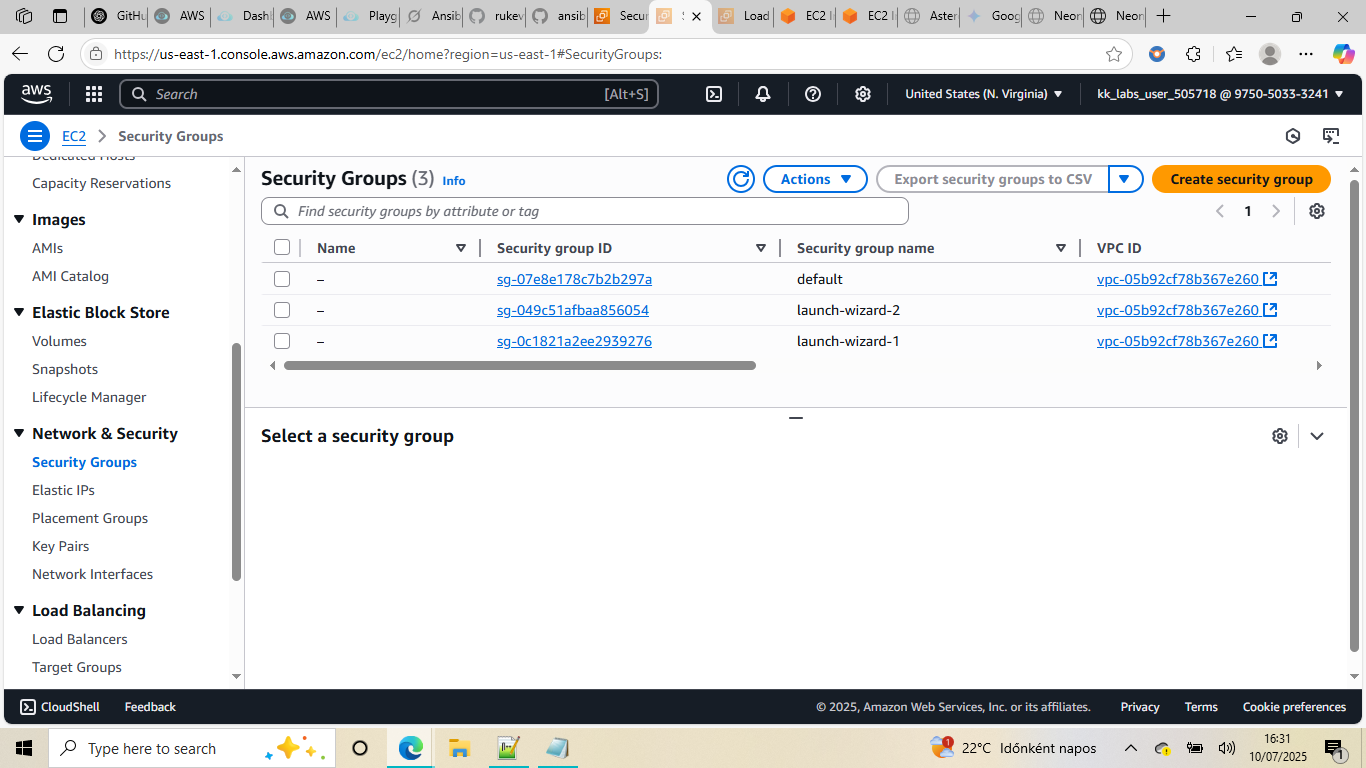 GitHu
AWS
Dashb
AWS
Playg
Ansib
rukev
ansib
Secur
S
Load
EC2 I
EC2 I
Aster
Goog
Neon
Neon
https://us-east-1.console.aws.amazon.com/ec2/home?region=us-east-1#SecurityGroups:
aws
Search
[Alt+S]
United States (N. Virginia)
kk_labs_user_505718 @ 9750-5033-3241
EC2
Security Groups
Dedicated Hosts
Capacity Reservations
Images
AMIs
AMI Catalog
Elastic Block Store
Volumes
Snapshots
Lifecycle Manager
Network & Security
Security Groups
Elastic IPs
Placement Groups
Key Pairs
Network Interfaces
Load Balancing
Load Balancers
Target Groups
Security Groups (3) Info
Actions
Export security groups to CSV
Create security group
Find security groups by attribute or tag
1
Name Security group ID Security group name VPC ID
– sg-07e8e178c7b2b297a default vpc-05b92cf78b367e260
– sg-049c51afbaa856054 launch-wizard-2 vpc-05b92cf78b367e260
– sg-0c1821a2ee2939276 launch-wizard-1 vpc-05b92cf78b367e260
Select a security group
CloudShell Feedback © 2025, Amazon Web Services, Inc. or its affiliates. Privacy Terms Cookie preferences
Type here to search
1
22°C Időnként napos
16:31
10/07/2025
1